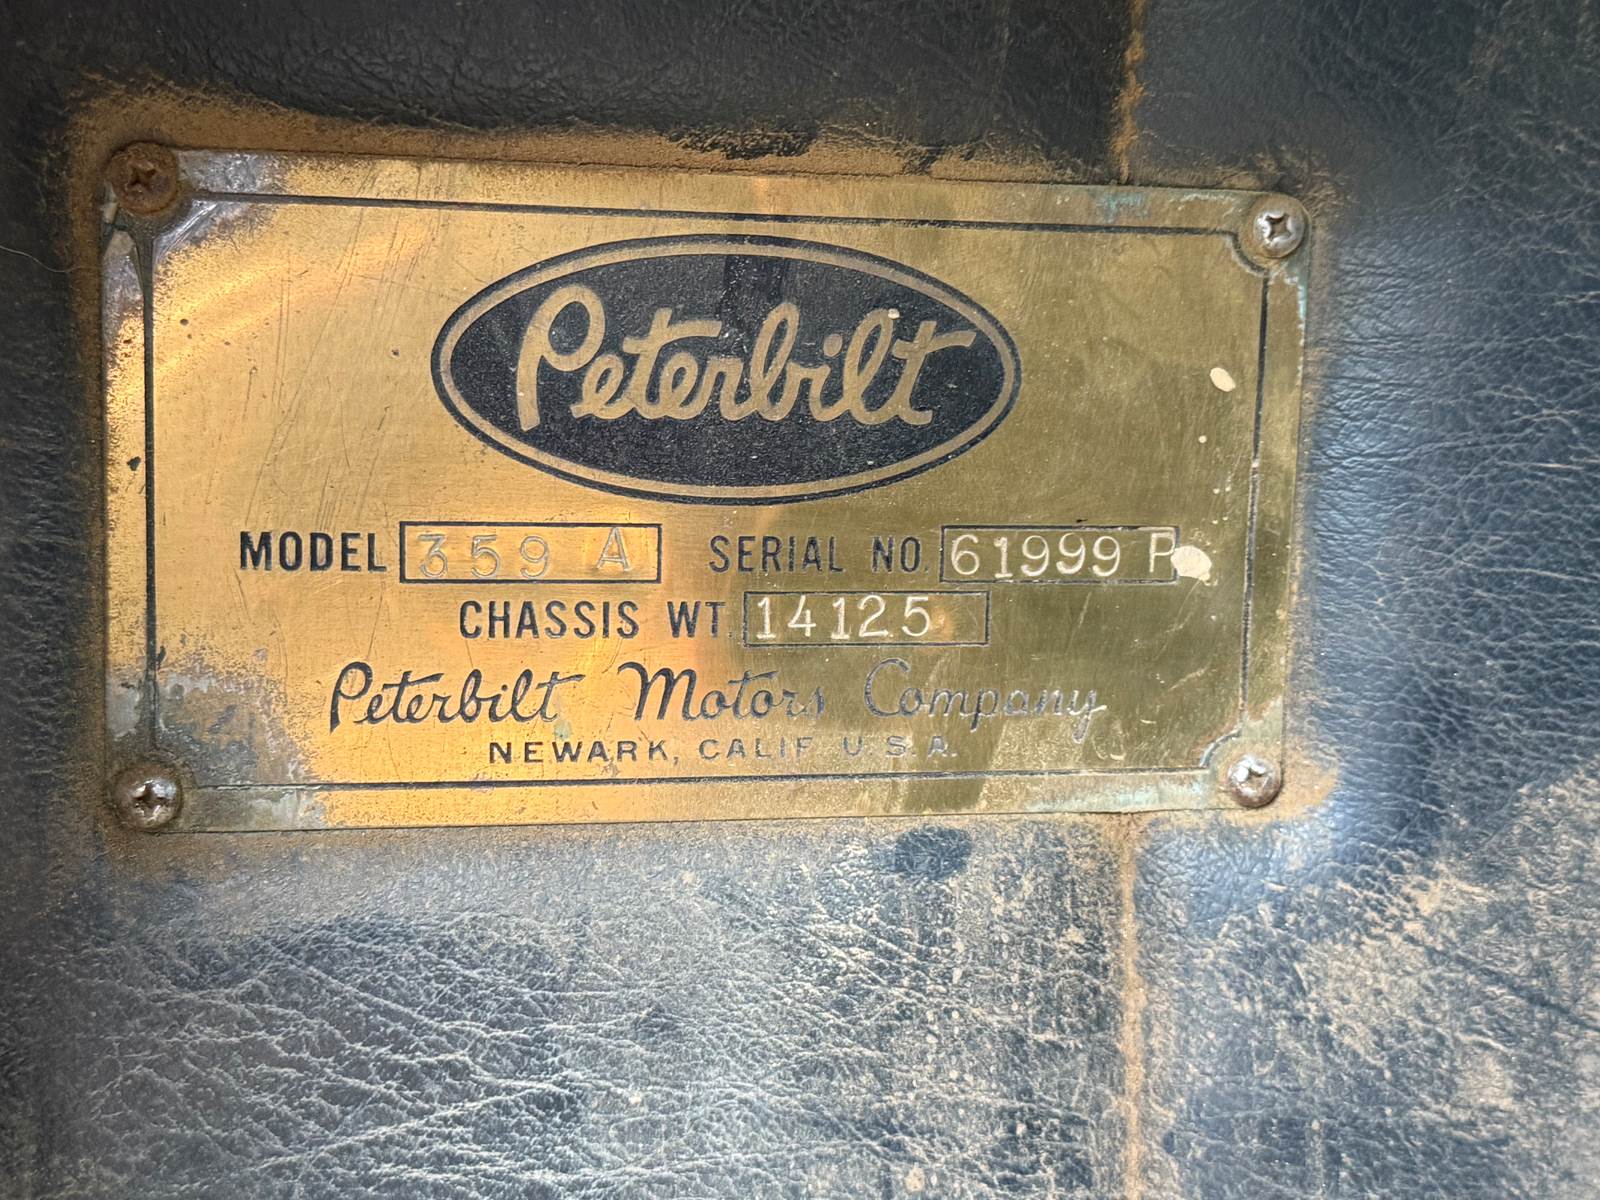 Peterbilt
MODEL 359 A SERIAL NO. 61999 P
CHASSIS WT. 14125
Peterbilt Motors Company
NEWARK, CALIF. U.S.A.